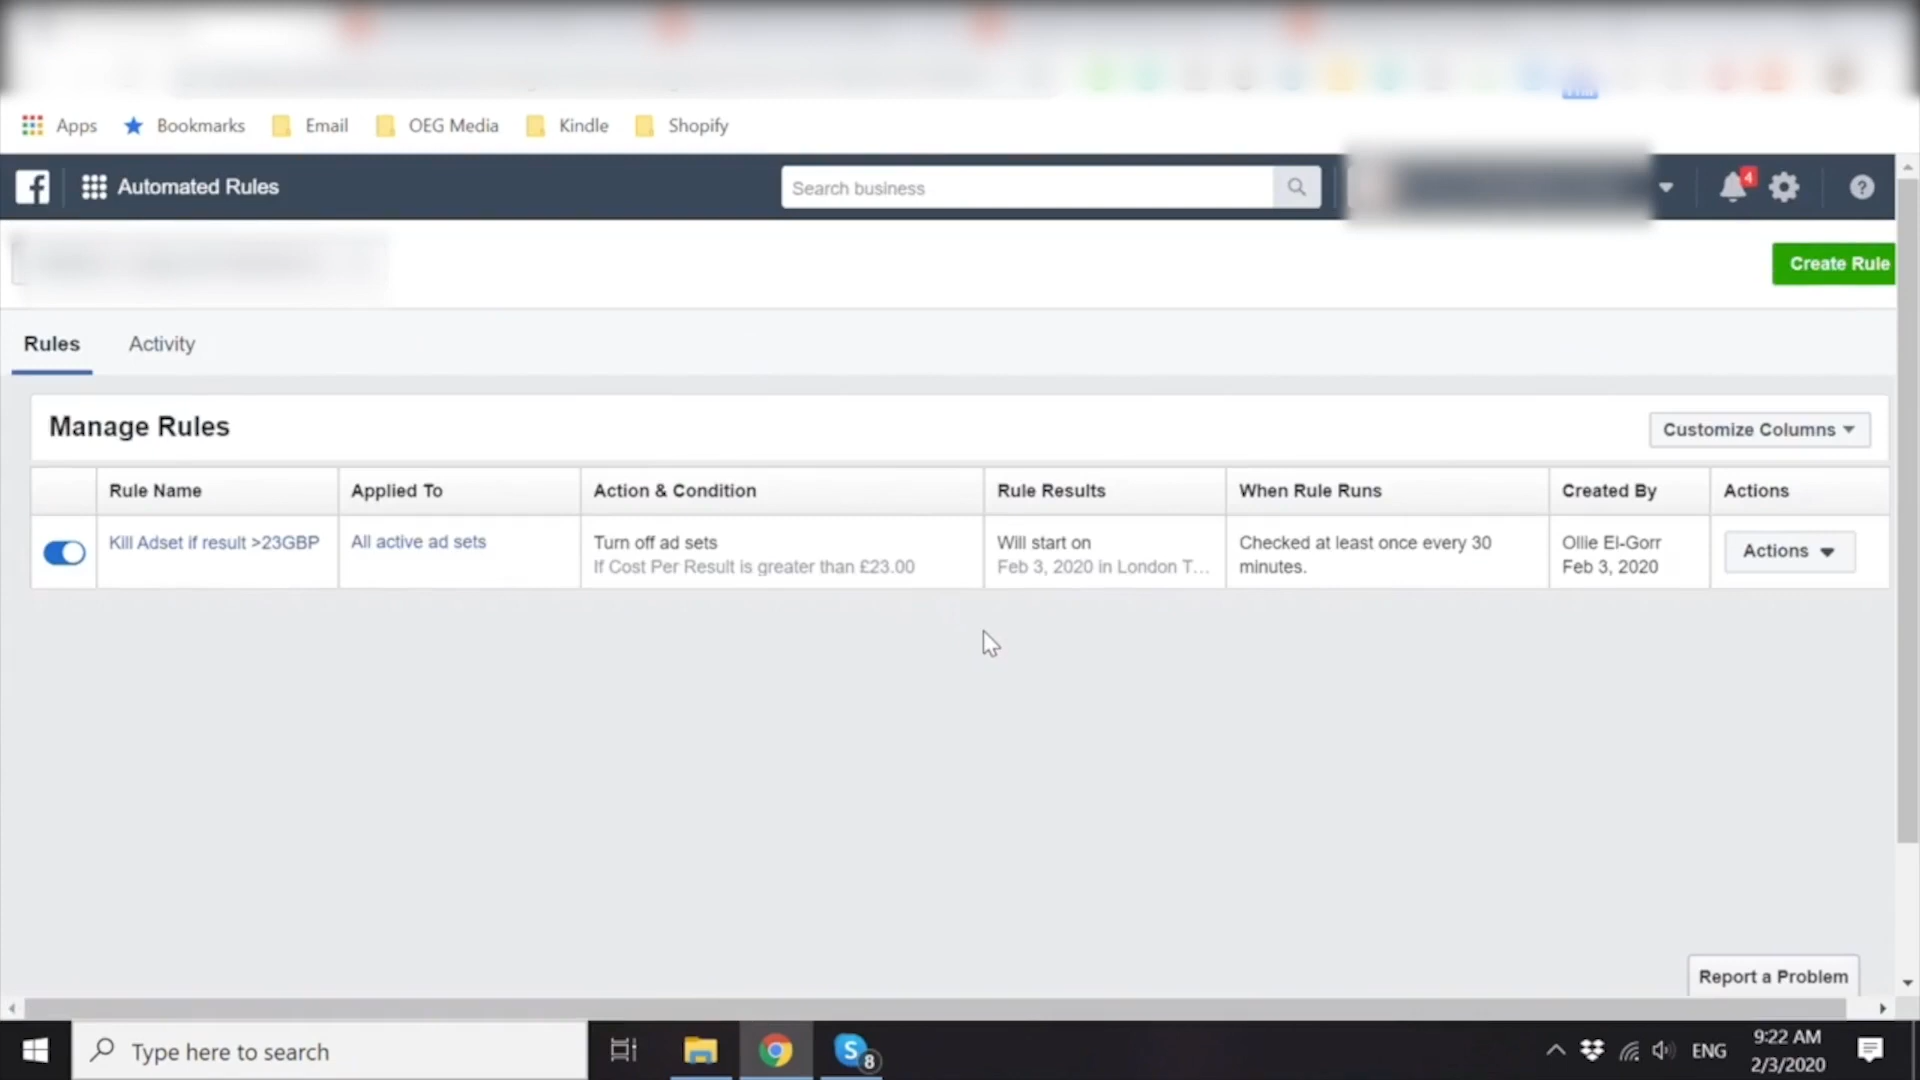 Apps Bookmarks Email OEG Media Kindle Shopify
Automated Rules Search business 4
Create Rule
Rules Activity
Manage Rules Customize Columns
Rule Name Applied To Action & Condition Rule Results When Rule Runs Created By Actions
Kill Adset if result >23GBP All active ad sets Turn off ad sets Will start on Checked at least once every 30 Ollie El-Gorr Actions
If Cost Per Result is greater than £23.00 Feb 3, 2020 in London T... minutes. Feb 3, 2020
Report a Problem
Type here to search S 8 ENG 9:22 AM
2/3/2020